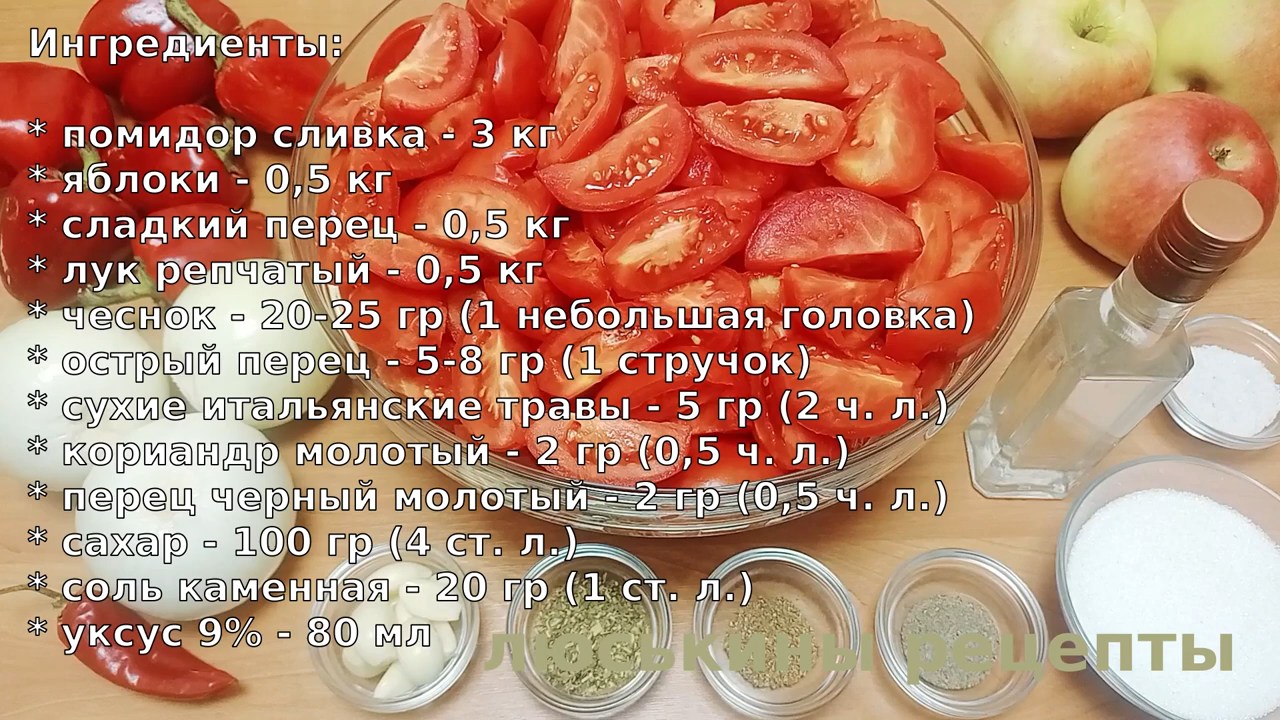 Ингредиенты:
* помидор сливка - 3 кг
* яблоки - 0,5 кг
* сладкий перец - 0,5 кг
* лук репчатый - 0,5 кг
* чеснок - 20-25 гр (1 небольшая головка)
* острый перец - 5-8 гр (1 стручок)
* сухие итальянские травы - 5 гр (2 ч. л.)
* кориандр молотый - 2 гр (0,5 ч. л.)
* перец черный молотый - 2 гр (0,5 ч. л.)
* сахар - 100 гр (4 ст. л.)
* соль каменная - 20 гр (1 ст. л.)
* уксус 9% - 80 мл
люськины рецепты